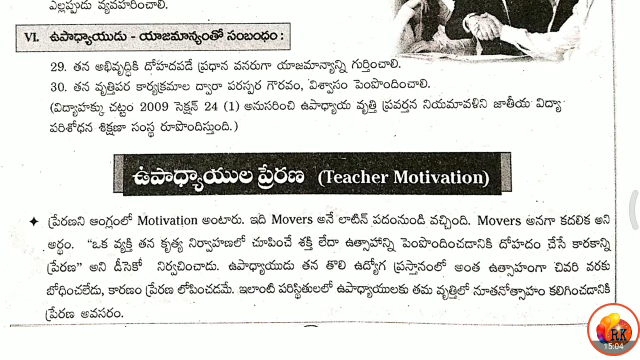 ఎల్లప్పుడు వ్యవహరించాలి.
VI. ఉపాధ్యాయుడు - యాజమాన్యంతో సంబంధం :
29. తన అభివృద్ధికి దోహదపడే ప్రధాన వనరుగా యాజమాన్యాన్ని గుర్తించాలి.
30. తన వృత్తిపర కార్యక్రమాల ద్వారా పరస్పర గౌరవం, విశ్వాసం పెంపొందించాలి.
(విద్యాహక్కు చట్టం 2009 సెక్షన్ 24 (1) అనుసరించి ఉపాధ్యాయ వృత్తి ప్రవర్తన నియమావళిని జాతీయ విద్యా
పరిశోధన శిక్షణా సంస్థ రూపొందిస్తుంది.)
ఉపాధ్యాయుల ప్రేరణ (Teacher Motivation)
✦ ప్రేరణని ఆంగ్లంలో Motivation అంటారు. ఇది Movers అనే లాటిన్ పదంనుండి వచ్చింది. Movers అనగా కదలిక అని
అర్థం. "ఒక వ్యక్తి తన కృత్య నిర్వాహణలో చూపించే శక్తి లేదా ఉత్సాహాన్ని పెంపొందించడానికి దోహదం చేసే కారకాన్ని
ప్రేరణ" అని డీసెకో నిర్వచించాడు. ఉపాధ్యాయుడు తన తొలి ఉద్యోగ ప్రస్తానంలో అంత ఉత్సాహంగా చివరి వరకు
బోధించలేడు, కారణం ప్రేరణ లోపించడమే. ఇలాంటి పరిస్థితులలో ఉపాధ్యాయులకు తమ వృత్తిలో నూతనోత్సాహం కలిగించడానికి
ప్రేరణ అవసరం.
RK
15:04